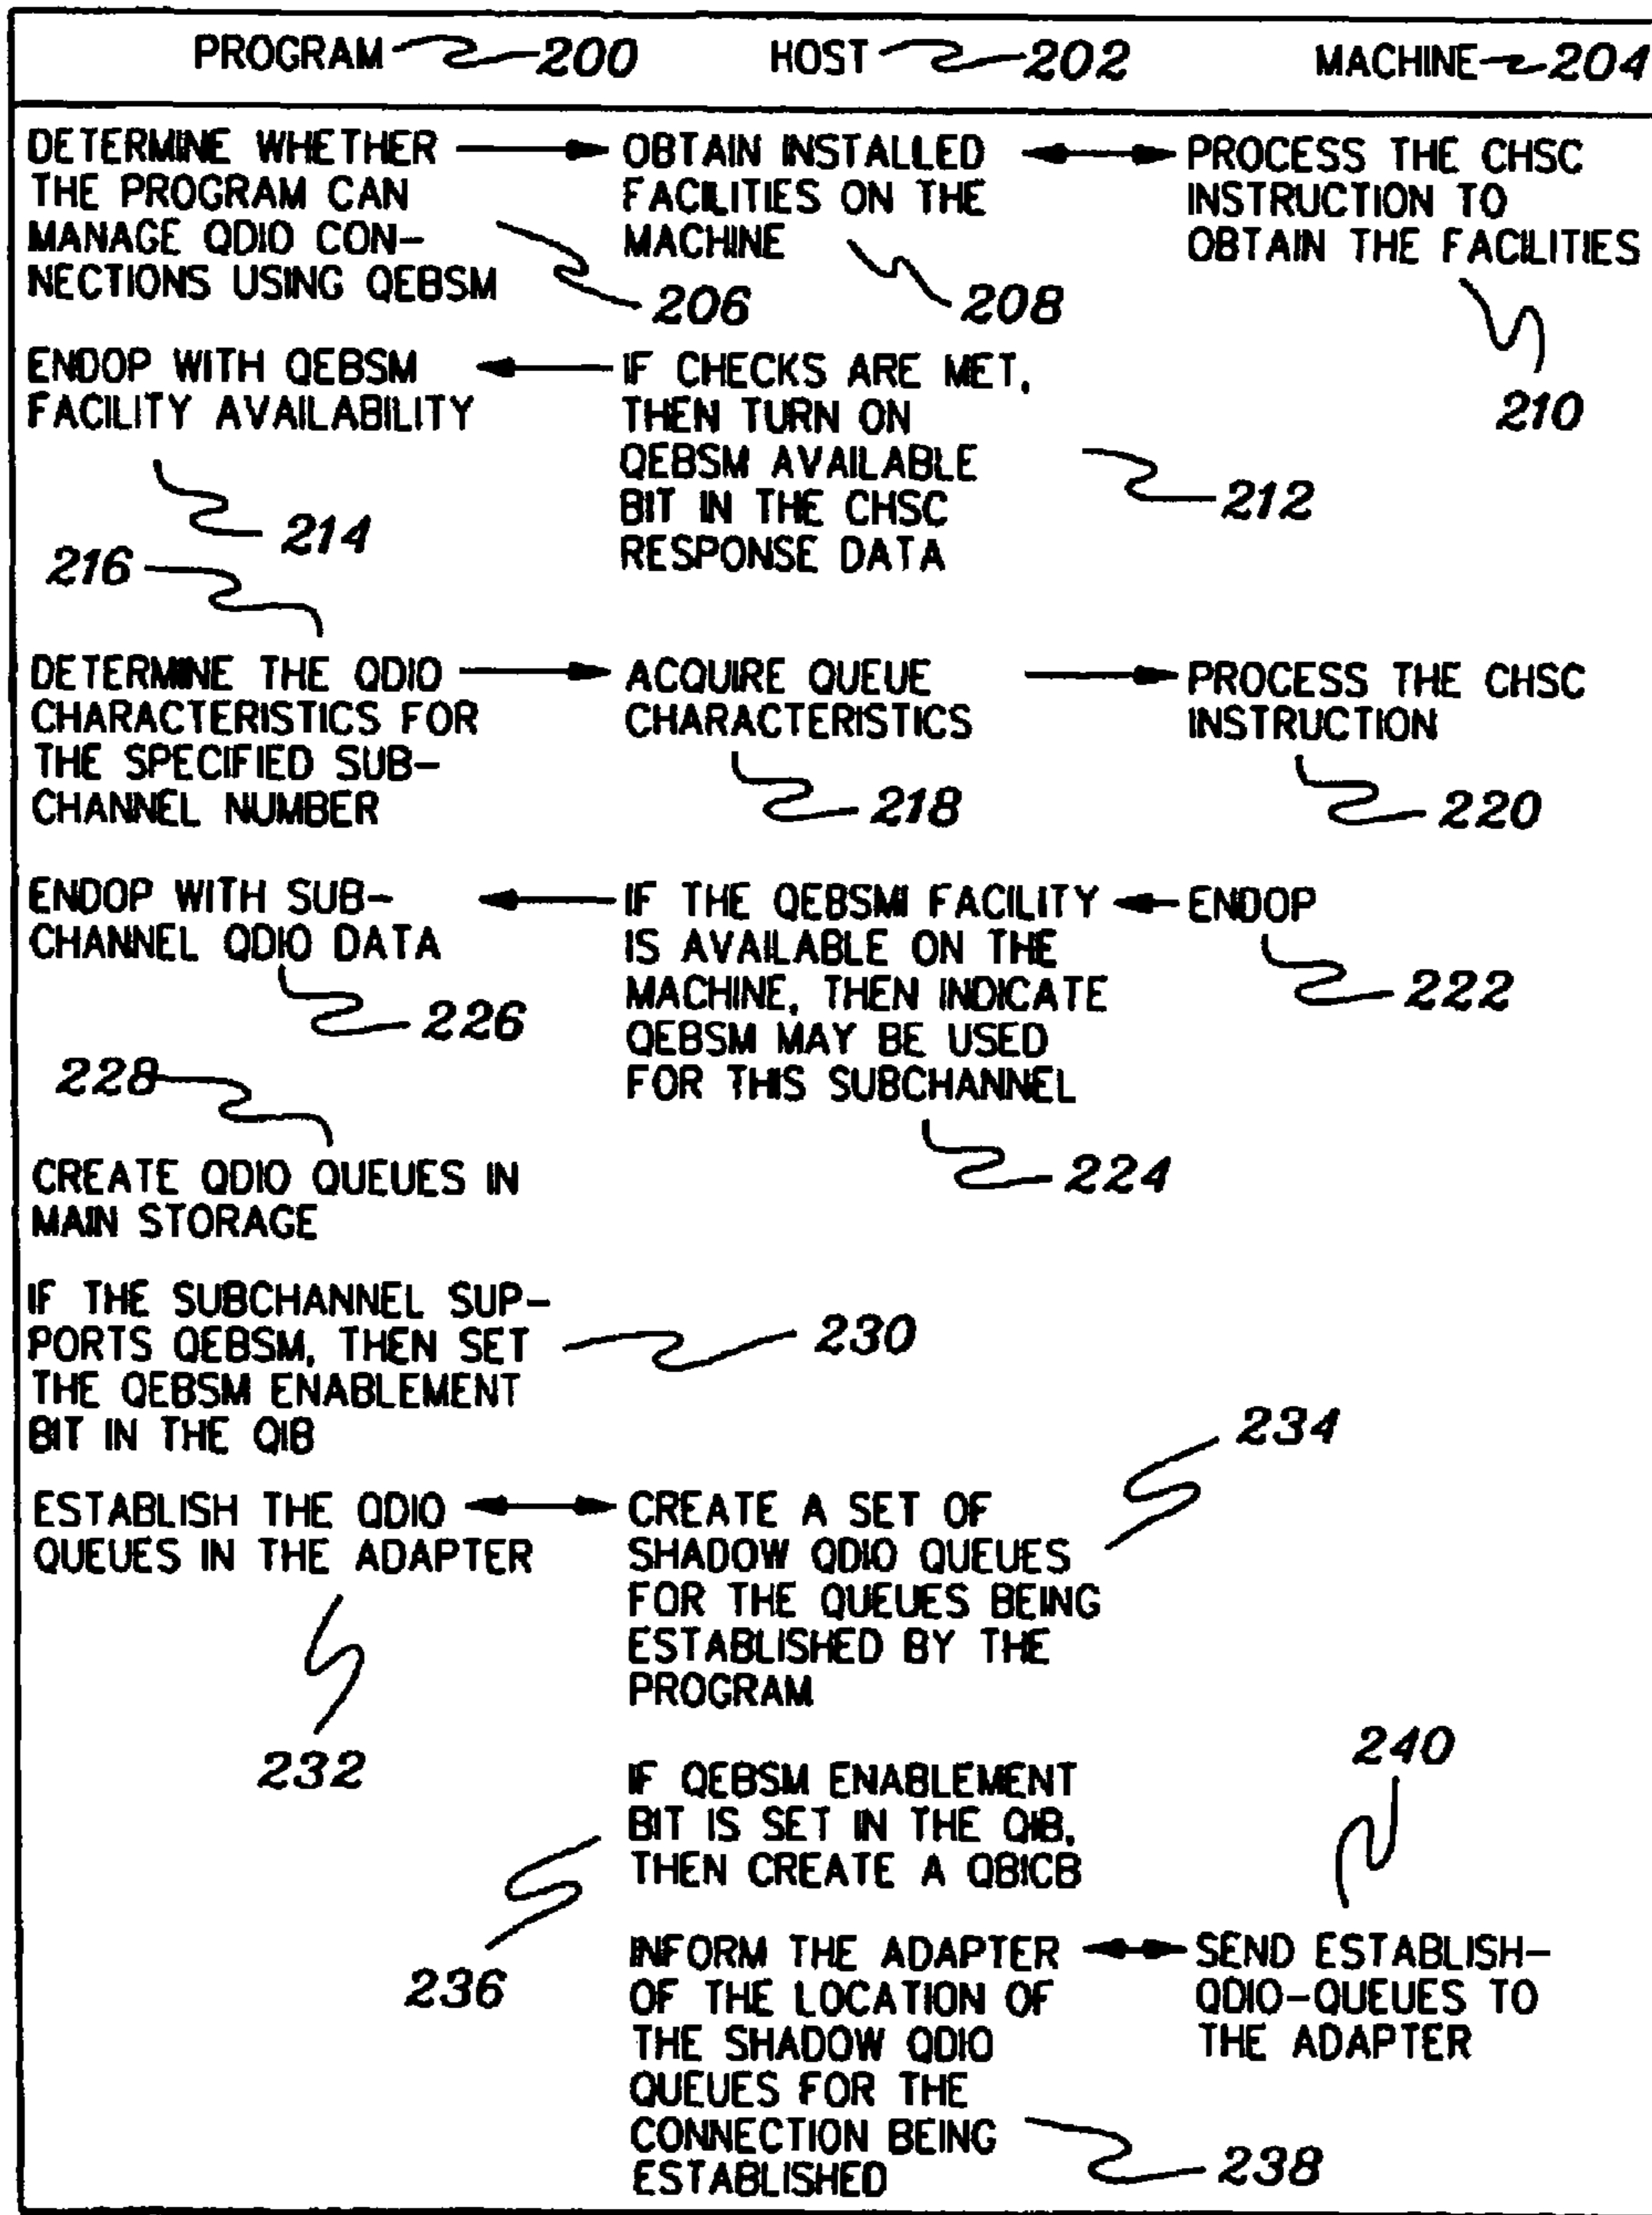 PROGRAM 200 HOST 202 MACHINE 204
DETERMINE WHETHER
THE PROGRAM CAN
MANAGE QDIO CON-
NECTIONS USING QEBSM
206
OBTAIN INSTALLED
FACILITIES ON THE
MACHINE
208
PROCESS THE CHSC
INSTRUCTION TO
OBTAIN THE FACILITIES
210
ENDOP WITH QEBSM
FACILITY AVAILABILITY
214
IF CHECKS ARE MET,
THEN TURN ON
QEBSM AVAILABLE
BIT IN THE CHSC
RESPONSE DATA
212
216
DETERMINE THE QDIO
CHARACTERISTICS FOR
THE SPECIFIED SUB-
CHANNEL NUMBER
ACQUIRE QUEUE
CHARACTERISTICS
218
PROCESS THE CHSC
INSTRUCTION
220
ENDOP WITH SUB-
CHANNEL QDIO DATA
226
IF THE QEBSMI FACILITY
IS AVAILABLE ON THE
MACHINE, THEN INDICATE
QEBSM MAY BE USED
FOR THIS SUBCHANNEL
224
ENDOP
222
228
CREATE QDIO QUEUES IN
MAIN STORAGE
IF THE SUBCHANNEL SUP-
PORTS QEBSM, THEN SET
THE QEBSM ENABLEMENT
BIT IN THE QIB
230
ESTABLISH THE QDIO
QUEUES IN THE ADAPTER
232
234
CREATE A SET OF
SHADOW QDIO QUEUES
FOR THE QUEUES BEING
ESTABLISHED BY THE
PROGRAM
IF QEBSM ENABLEMENT
BIT IS SET IN THE QIB,
THEN CREATE A QBICB
236
INFORM THE ADAPTER
OF THE LOCATION OF
THE SHADOW QDIO
QUEUES FOR THE
CONNECTION BEING
ESTABLISHED
238
240
SEND ESTABLISH-
QDIO-QUEUES TO
THE ADAPTER